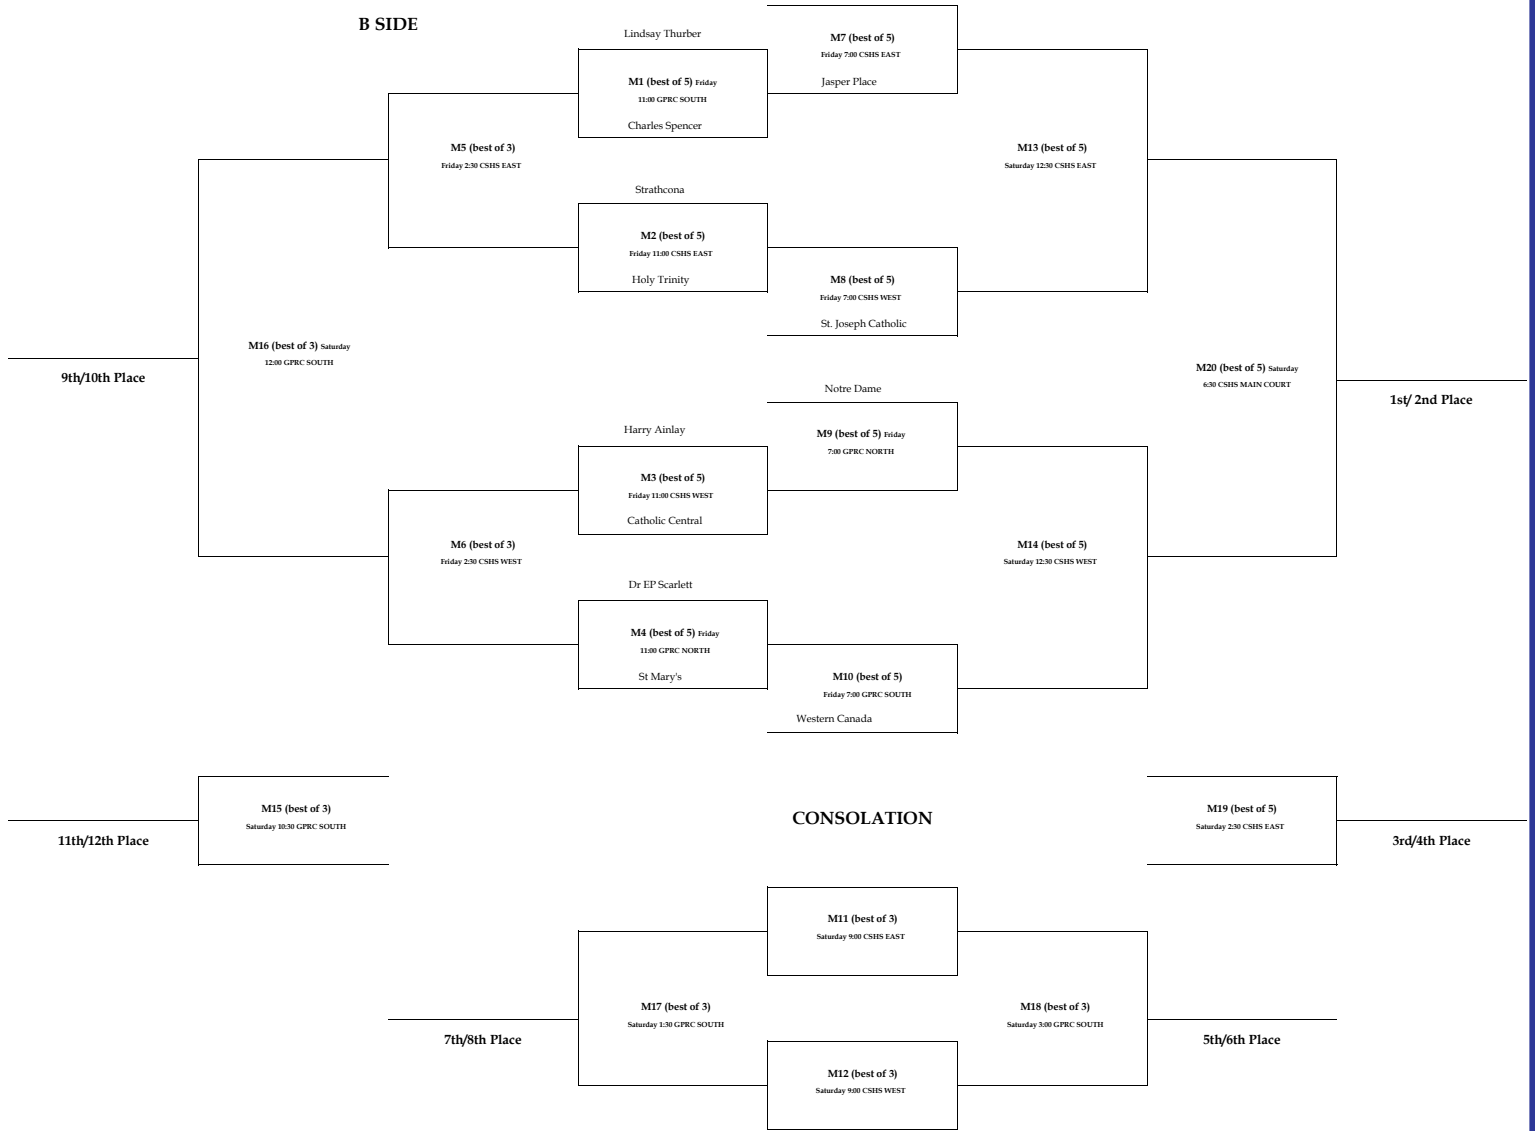 B SIDE
Lindsay Thurber
M7 (best of 5)
Friday 7:00 CSHS EAST
M1 (best of 5) Friday
11:00 GPRC SOUTH
Jasper Place
Charles Spencer
M5 (best of 3)
Friday 2:30 CSHS EAST
M13 (best of 5)
Saturday 12:30 CSHS EAST
Strathcona
M2 (best of 5)
Friday 11:00 CSHS EAST
Holy Trinity
M8 (best of 5)
Friday 7:00 CSHS WEST
St. Joseph Catholic
M16 (best of 3) Saturday
12:00 GPRC SOUTH
9th/10th Place
M20 (best of 5) Saturday
6:30 CSHS MAIN COURT
1st/ 2nd Place
Notre Dame
Harry Ainlay
M9 (best of 5) Friday
7:00 GPRC NORTH
M3 (best of 5)
Friday 11:00 CSHS WEST
Catholic Central
M6 (best of 3)
Friday 2:30 CSHS WEST
M14 (best of 5)
Saturday 12:30 CSHS WEST
Dr EP Scarlett
M4 (best of 5) Friday
11:00 GPRC NORTH
St Mary's
M10 (best of 5)
Friday 7:00 GPRC SOUTH
Western Canada
M15 (best of 3)
Saturday 10:30 GPRC SOUTH
11th/12th Place
CONSOLATION
M19 (best of 5)
Saturday 2:30 CSHS EAST
3rd/4th Place
M11 (best of 3)
Saturday 9:00 CSHS EAST
M17 (best of 3)
Saturday 1:30 GPRC SOUTH
M18 (best of 3)
Saturday 3:00 GPRC SOUTH
7th/8th Place
5th/6th Place
M12 (best of 3)
Saturday 9:00 CSHS WEST